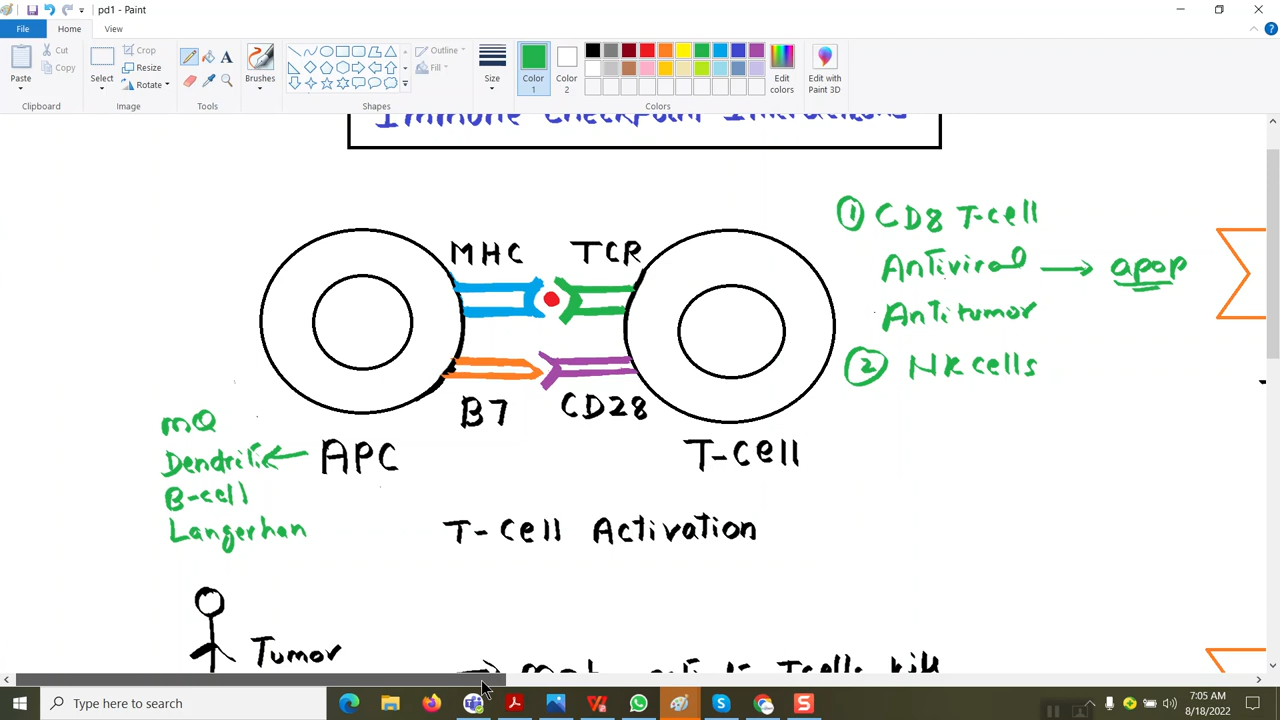 pd1 - Paint
File
Home
View
Paste
Cut
Copy
Clipboard
Select
Crop
Resize
Rotate
Image
Tools
Brushes
Shapes
Outline
Fill
Size
Color 1
Color 2
Colors
Edit colors
Edit with Paint 3D
Immune Checkpoint Interactions
MHC TCR
① CD8 T-cell
Antiviral → apop
Antitumor
② NK cells
B7 CD28
mQ
Dendritic ← APC
T-cell
B-cell
Langerhan
T-Cell Activation
Tumor
Type here to search
7:05 AM
8/18/2022